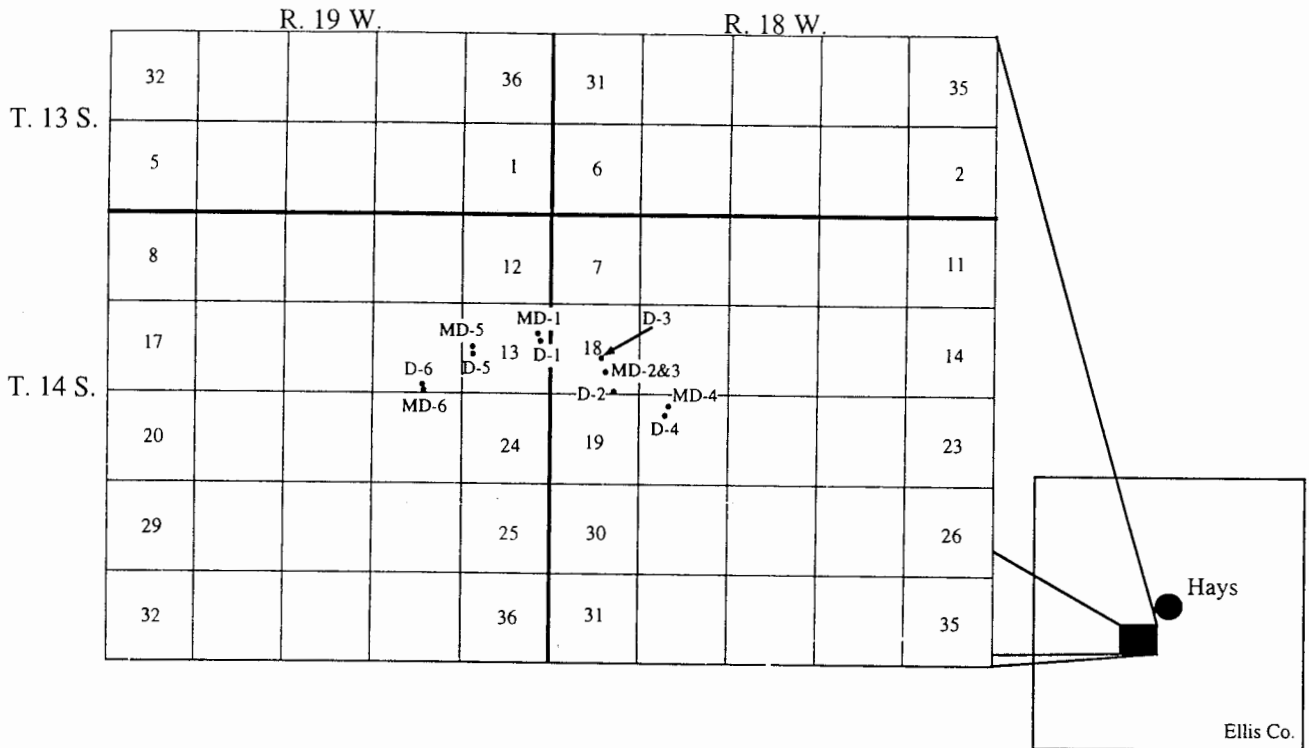 R. 19 W. R. 18 W.
32 36 31 35
T. 13 S.
5 1 6 2
8 12 7 11
MD-1 D-3
MD-5
17 13 18 14
D-5 D-1
D-6 MD-2&3
T. 14 S.
MD-6 D-2 MD-4
D-4
20 24 19 23
29 25 30 26
Hays
32 36 31 35
Ellis Co.